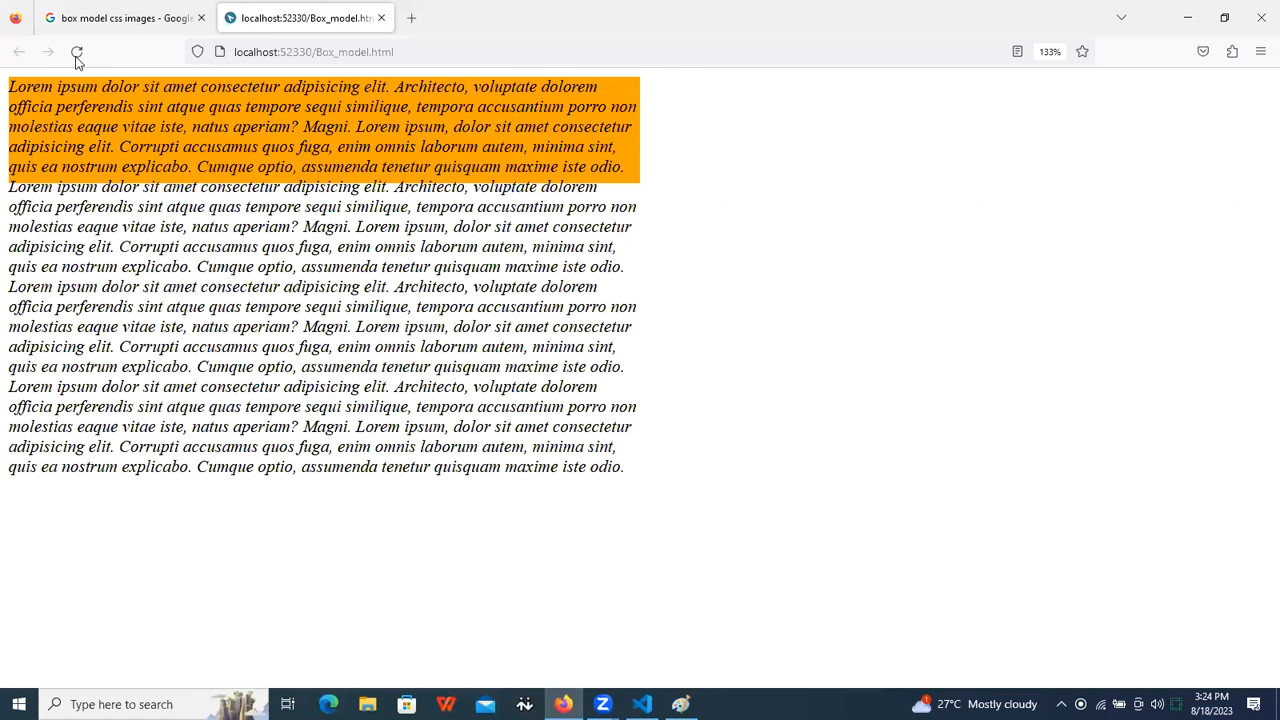 box model css images - Google
localhost:52330/Box_model.htm
localhost:52330/Box_model.html
133%
Lorem ipsum dolor sit amet consectetur adipisicing elit. Architecto, voluptate dolorem
officia perferendis sint atque quas tempore sequi similique, tempora accusantium porro non
molestias eaque vitae iste, natus aperiam? Magni. Lorem ipsum, dolor sit amet consectetur
adipisicing elit. Corrupti accusamus quos fuga, enim omnis laborum autem, minima sint,
quis ea nostrum explicabo. Cumque optio, assumenda tenetur quisquam maxime iste odio.
Lorem ipsum dolor sit amet consectetur adipisicing elit. Architecto, voluptate dolorem
officia perferendis sint atque quas tempore sequi similique, tempora accusantium porro non
molestias eaque vitae iste, natus aperiam? Magni. Lorem ipsum, dolor sit amet consectetur
adipisicing elit. Corrupti accusamus quos fuga, enim omnis laborum autem, minima sint,
quis ea nostrum explicabo. Cumque optio, assumenda tenetur quisquam maxime iste odio.
Lorem ipsum dolor sit amet consectetur adipisicing elit. Architecto, voluptate dolorem
officia perferendis sint atque quas tempore sequi similique, tempora accusantium porro non
molestias eaque vitae iste, natus aperiam? Magni. Lorem ipsum, dolor sit amet consectetur
adipisicing elit. Corrupti accusamus quos fuga, enim omnis laborum autem, minima sint,
quis ea nostrum explicabo. Cumque optio, assumenda tenetur quisquam maxime iste odio.
Lorem ipsum dolor sit amet consectetur adipisicing elit. Architecto, voluptate dolorem
officia perferendis sint atque quas tempore sequi similique, tempora accusantium porro non
molestias eaque vitae iste, natus aperiam? Magni. Lorem ipsum, dolor sit amet consectetur
adipisicing elit. Corrupti accusamus quos fuga, enim omnis laborum autem, minima sint,
quis ea nostrum explicabo. Cumque optio, assumenda tenetur quisquam maxime iste odio.
Type here to search
27°C Mostly cloudy
3:24 PM
8/18/2023